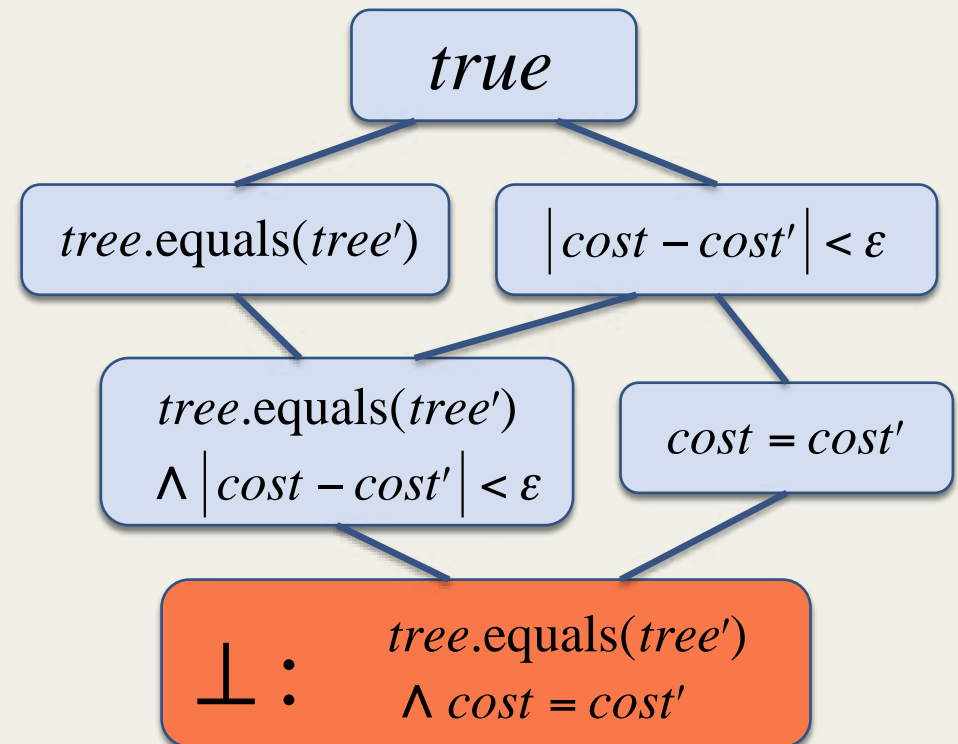 true
tree.equals(tree′)
|cost − cost′| < ε
tree.equals(tree′)
∧ |cost − cost′| < ε
cost = cost′
⊥ :
tree.equals(tree′)
∧ cost = cost′